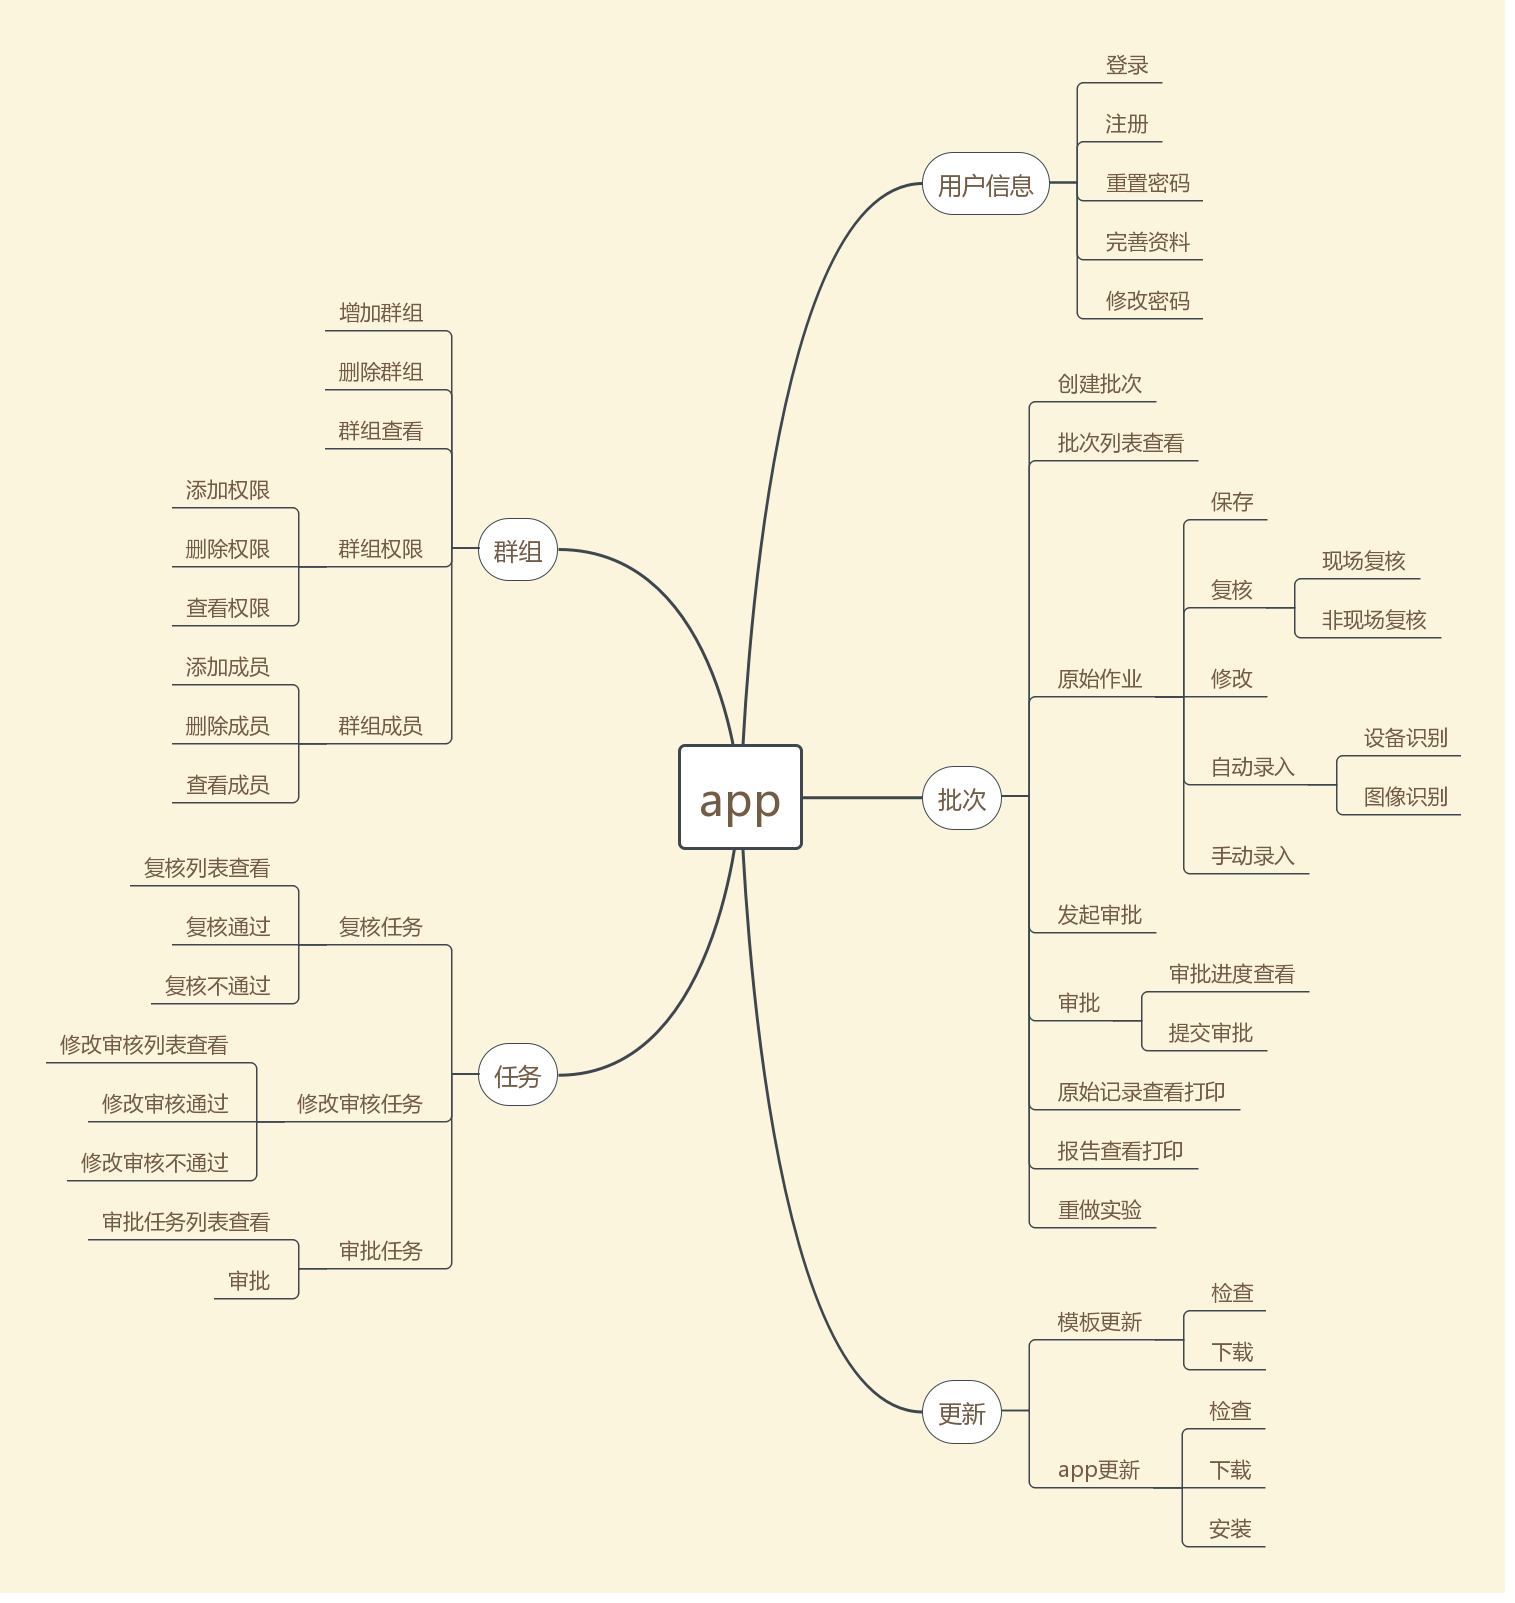 app
用户信息
登录
注册
重置密码
完善资料
修改密码
批次
创建批次
批次列表查看
原始作业
保存
复核
现场复核
非现场复核
修改
自动录入
设备识别
图像识别
手动录入
发起审批
审批
审批进度查看
提交审批
原始记录查看打印
报告查看打印
重做实验
更新
模板更新
检查
下载
app更新
检查
下载
安装
群组
增加群组
删除群组
群组查看
群组权限
添加权限
删除权限
查看权限
群组成员
添加成员
删除成员
查看成员
任务
复核任务
复核列表查看
复核通过
复核不通过
修改审核任务
修改审核列表查看
修改审核通过
修改审核不通过
审批任务
审批任务列表查看
审批